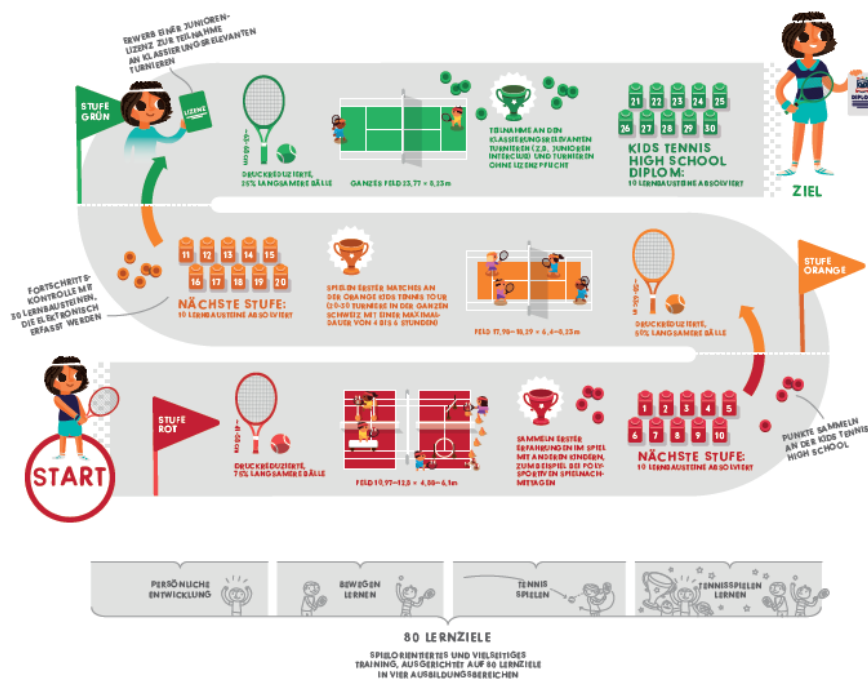 ERWERB EINER JUNIOREN-
LIZENZ ZUR TEILNAHME
AN KLASSIERUNGSRELEVANTEN
TURNIEREN
STUFE
GRÜN
LIZENZ
DRUCKREDUZIERTE,
25% LANGSAMERE BÄLLE
GANZES FELD 23,77 × 8,23m
TEILNAHME AN DEN
KLASSIERUNGSRELEVANTEN
TURNIEREN (Z.B. JUNIOREN
INTERCLUB) UND TURNIEREN
OHNE LIZENZPFLICHT
21 22 23 24 25
26 27 28 29 30
KIDS TENNIS
HIGH SCHOOL
DIPLOM:
10 LERNBAUSTEINE ABSOLVIERT
DIPLOM
ZIEL
FORTSCHRITTS-
KONTROLLE MIT
30 LERNBAUSTEINEN,
DIE ELEKTRONISCH
ERFASST WERDEN
11 12 13 14 15
16 17 18 19 20
NÄCHSTE STUFE:
10 LERNBAUSTEINE ABSOLVIERT
SPIELEN ERSTER MATCHES AN
DER ORANGE KIDS TENNIS TOUR
(20-30 TURNIERE IN DER GANZEN
SCHWEIZ MIT EINER MAXIMAL-
DAUER VON 4 BIS 6 STUNDEN)
FELD 17,98–18,29 × 6,4–8,23m
DRUCKREDUZIERTE,
50% LANGSAMERE BÄLLE
STUFE
ORANGE
START
STUFE
ROT
DRUCKREDUZIERTE,
75% LANGSAMERE BÄLLE
FELD 10,97–12,8 × 4,88–6,1m
SAMMELN ERSTER
ERFAHRUNGEN IM SPIEL
MIT ANDEREN KINDERN,
ZUM BEISPIEL BEI POLY-
SPORTIVEN SPIELNACH-
MITTAGEN
1 2 3 4 5
6 7 8 9 10
NÄCHSTE STUFE:
10 LERNBAUSTEINE ABSOLVIERT
PUNKTE SAMMELN
AN DER KIDS TENNIS
HIGH SCHOOL
PERSÖNLICHE
ENTWICKLUNG
BEWEGEN
LERNEN
TENNIS
SPIELEN
TENNISSPIELEN
LERNEN
80 LERNZIELE
SPIELORIENTIERTES UND VIELSEITIGES
TRAINING, AUSGERICHTET AUF 80 LERNZIELE
IN VIER AUSBILDUNGSBEREICHEN